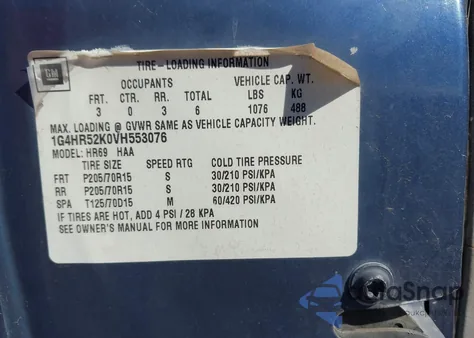 GM
TIRE-LOADING INFORMATION
OCCUPANTS VEHICLE CAP. WT.
FRT. CTR. RR. TOTAL LBS KG
3 0 3 6 1076 488
MAX. LOADING @ GVWR SAME AS VEHICLE CAPACITY WEIGHT.
1G4HR52K0VH553076
MODEL: HR69 HAA
TIRE SIZE SPEED RTG COLD TIRE PRESSURE
FRT P205/70R15 S 30/210 PSI/KPA
RR P205/70R15 S 30/210 PSI/KPA
SPA T125/70D15 M 60/420 PSI/KPA
IF TIRES ARE HOT, ADD 4 PSI / 28 KPA
SEE OWNER'S MANUAL FOR MORE INFORMATION
DataSnap